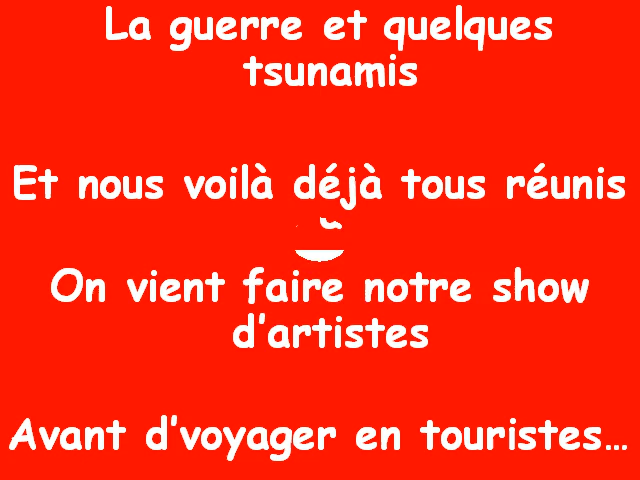 La guerre et quelques
tsunamis
Et nous voilà déjà tous réunis
On vient faire notre show
d’artistes
Avant d’voyager en touristes…